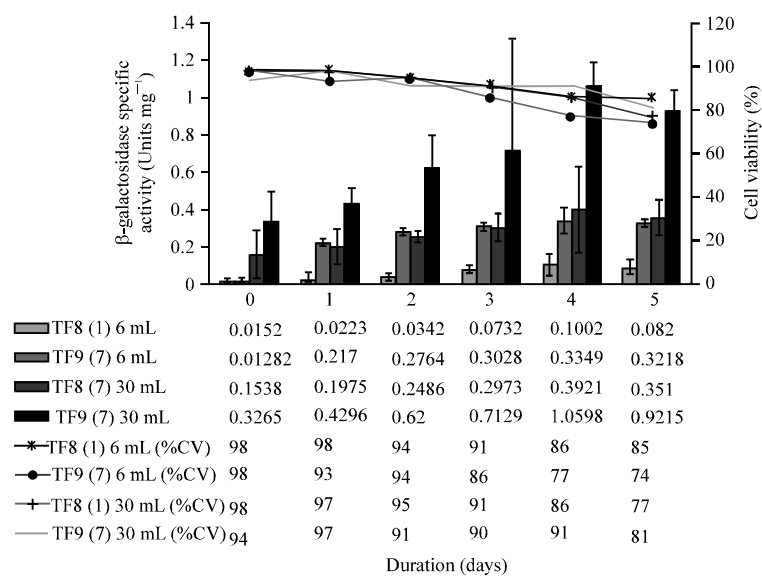 β-galactosidase specific
activity (Units mg⁻¹)
1.4
1.2
1
0.8
0.6
0.4
0.2
0
120
100
80
60
40
20
0
Cell viability (%)
0 1 2 3 4 5
TF8 (1) 6 mL 0.0152 0.0223 0.0342 0.0732 0.1002 0.082
TF9 (7) 6 mL 0.01282 0.217 0.2764 0.3028 0.3349 0.3218
TF8 (7) 30 mL 0.1538 0.1975 0.2486 0.2973 0.3921 0.351
TF9 (7) 30 mL 0.3265 0.4296 0.62 0.7129 1.0598 0.9215
TF8 (1) 6 mL (%CV) 98 98 94 91 86 85
TF9 (7) 6 mL (%CV) 98 93 94 86 77 74
TF8 (1) 30 mL (%CV) 98 97 95 91 86 77
TF9 (7) 30 mL (%CV) 94 97 91 90 91 81
Duration (days)